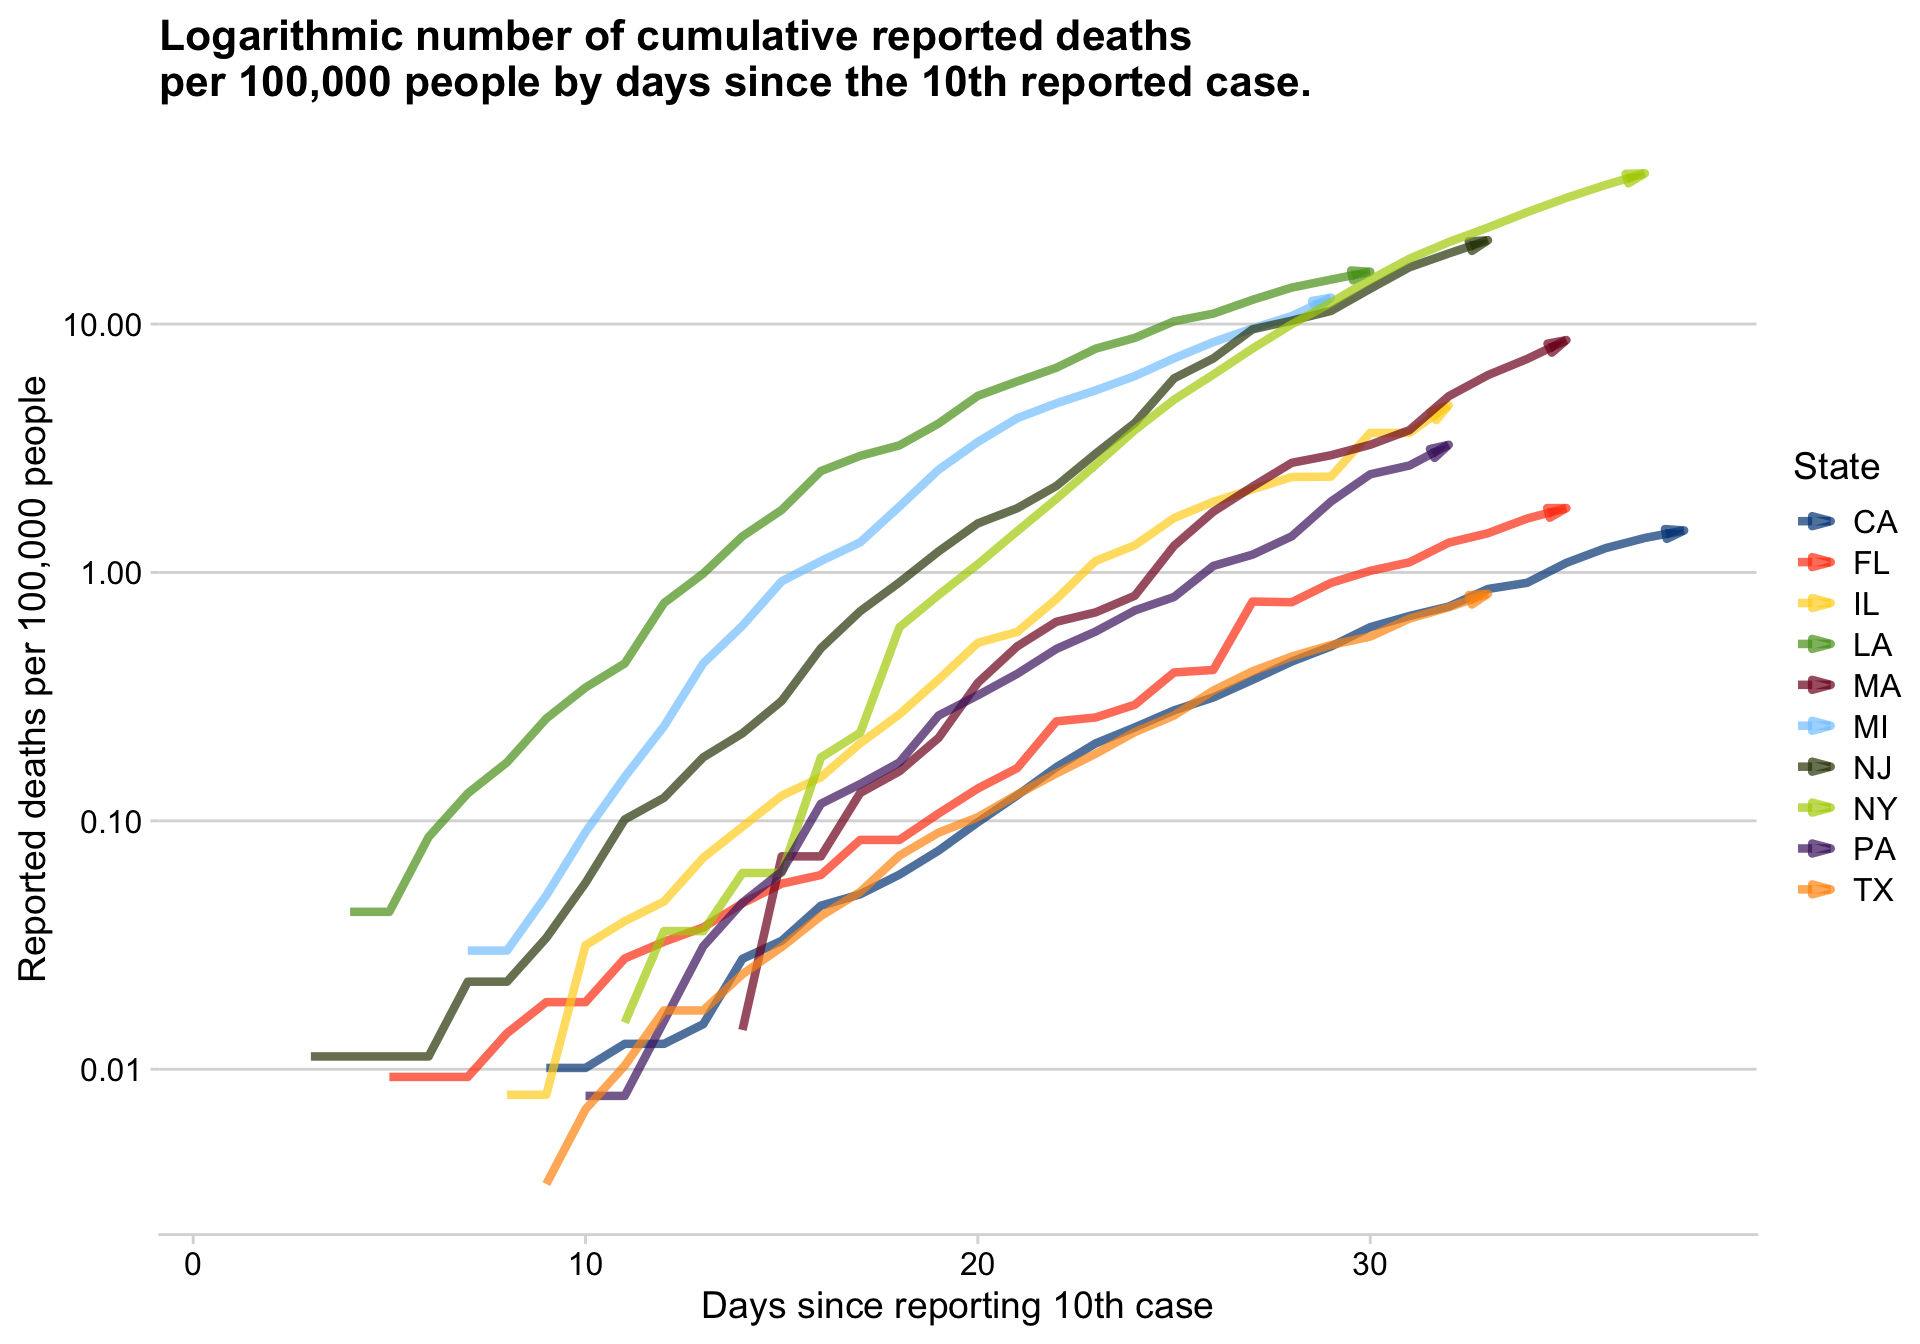 Logarithmic number of cumulative reported deaths
per 100,000 people by days since the 10th reported case.
Reported deaths per 100,000 people
10.00
1.00
0.10
0.01
0
10
20
30
Days since reporting 10th case
State
CA
FL
IL
LA
MA
MI
NJ
NY
PA
TX